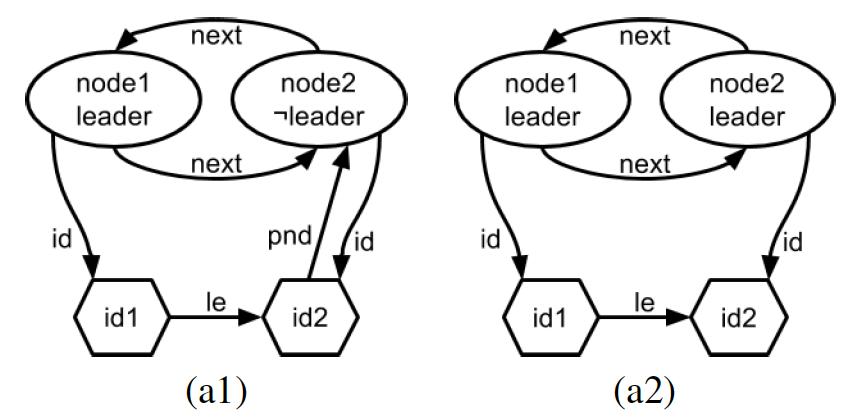 next
next
node1
leader
node2
¬leader
node1
leader
node2
leader
next
next
id
pnd
id
id
id
id1
le
id2
id1
le
id2
(a1)
(a2)